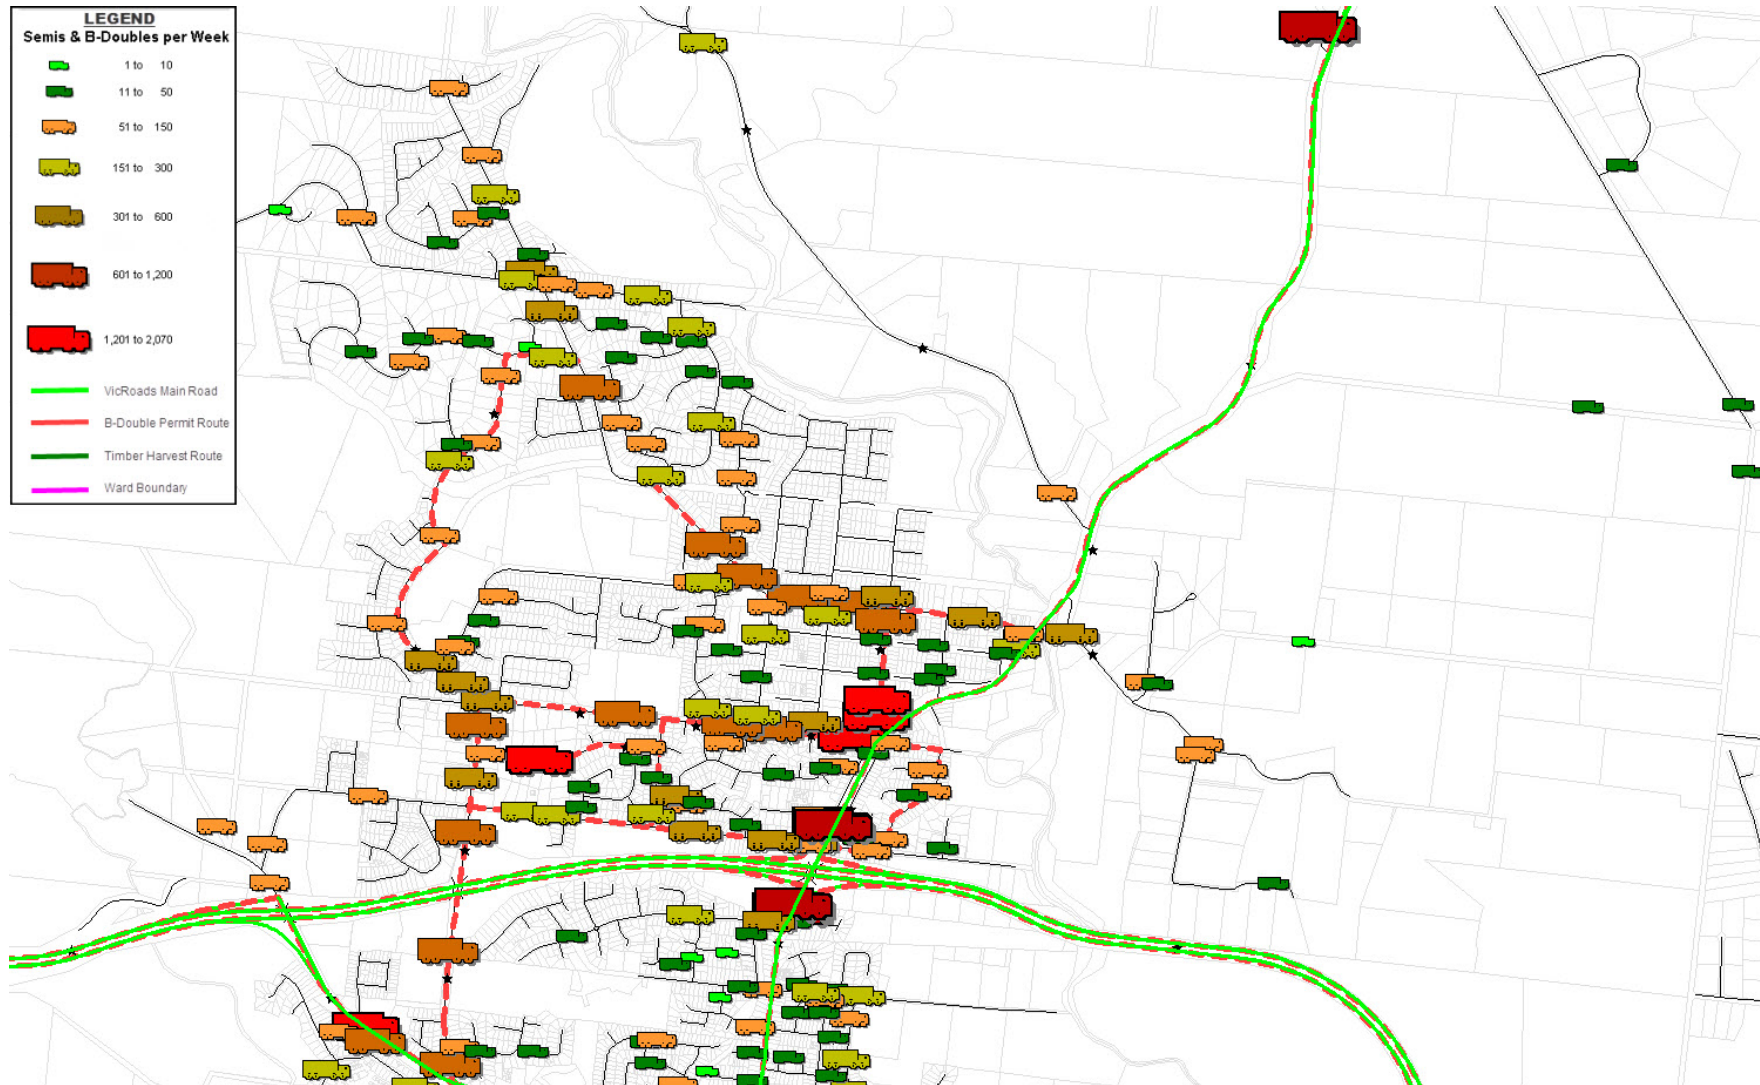 LEGEND
Semis & B-Doubles per Week
1 to 10
11 to 50
51 to 150
151 to 300
301 to 600
601 to 1,200
1,201 to 2,070
VicRoads Main Road
B-Double Permit Route
Timber Harvest Route
Ward Boundary